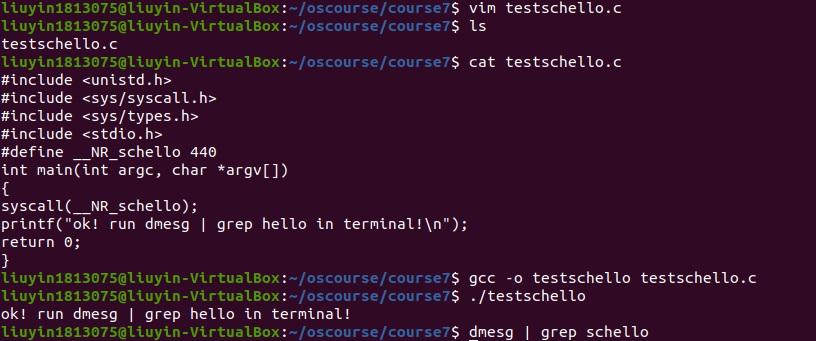 liuyin1813075@liuyin-VirtualBox:~/oscourse/course7$ vim testschello.c
liuyin1813075@liuyin-VirtualBox:~/oscourse/course7$ ls
testschello.c
liuyin1813075@liuyin-VirtualBox:~/oscourse/course7$ cat testschello.c
#include <unistd.h>
#include <sys/syscall.h>
#include <sys/types.h>
#include <stdio.h>
#define __NR_schello 440
int main(int argc, char *argv[])
{
syscall(__NR_schello);
printf("ok! run dmesg | grep hello in terminal!\n");
return 0;
}
liuyin1813075@liuyin-VirtualBox:~/oscourse/course7$ gcc -o testschello testschello.c
liuyin1813075@liuyin-VirtualBox:~/oscourse/course7$ ./testschello
ok! run dmesg | grep hello in terminal!
liuyin1813075@liuyin-VirtualBox:~/oscourse/course7$ dmesg | grep schello